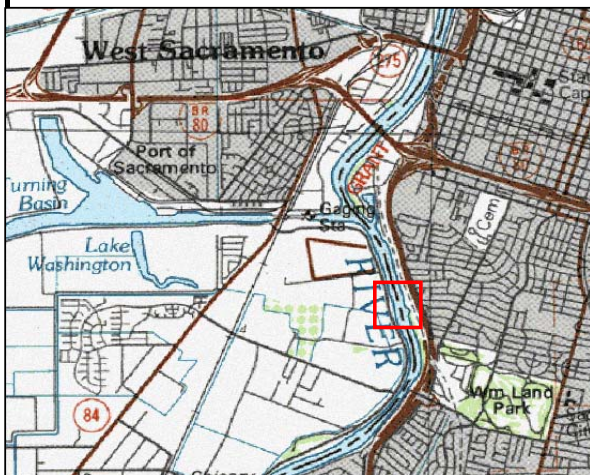 West Sacramento
275
BR
80
Port of
Sacramento
GRANT
Turning
Basin
Gaging
Sta
Cem
Lake
Washington
RIVER
84
Wm Land
Park